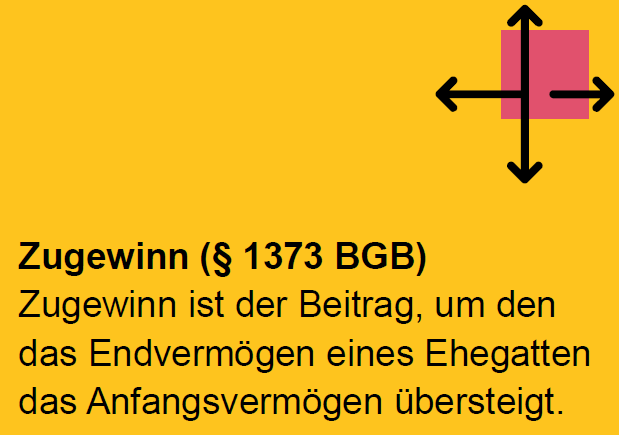 Zugewinn (§ 1373 BGB)
Zugewinn ist der Beitrag, um den
das Endvermögen eines Ehegatten
das Anfangsvermögen übersteigt.